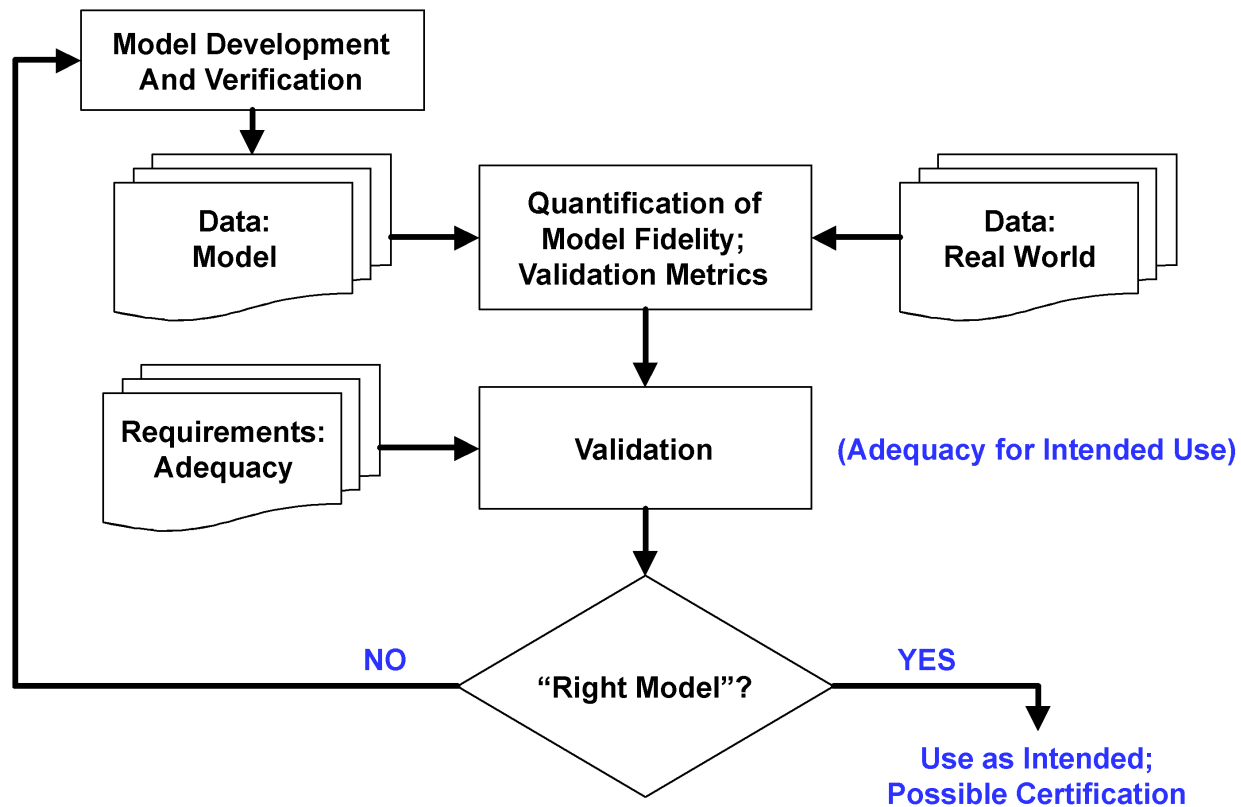 Model Development
And Verification
Data:
Model
Quantification of
Model Fidelity;
Validation Metrics
Data:
Real World
Requirements:
Adequacy
Validation
(Adequacy for Intended Use)
NO
“Right Model”?
YES
Use as Intended;
Possible Certification